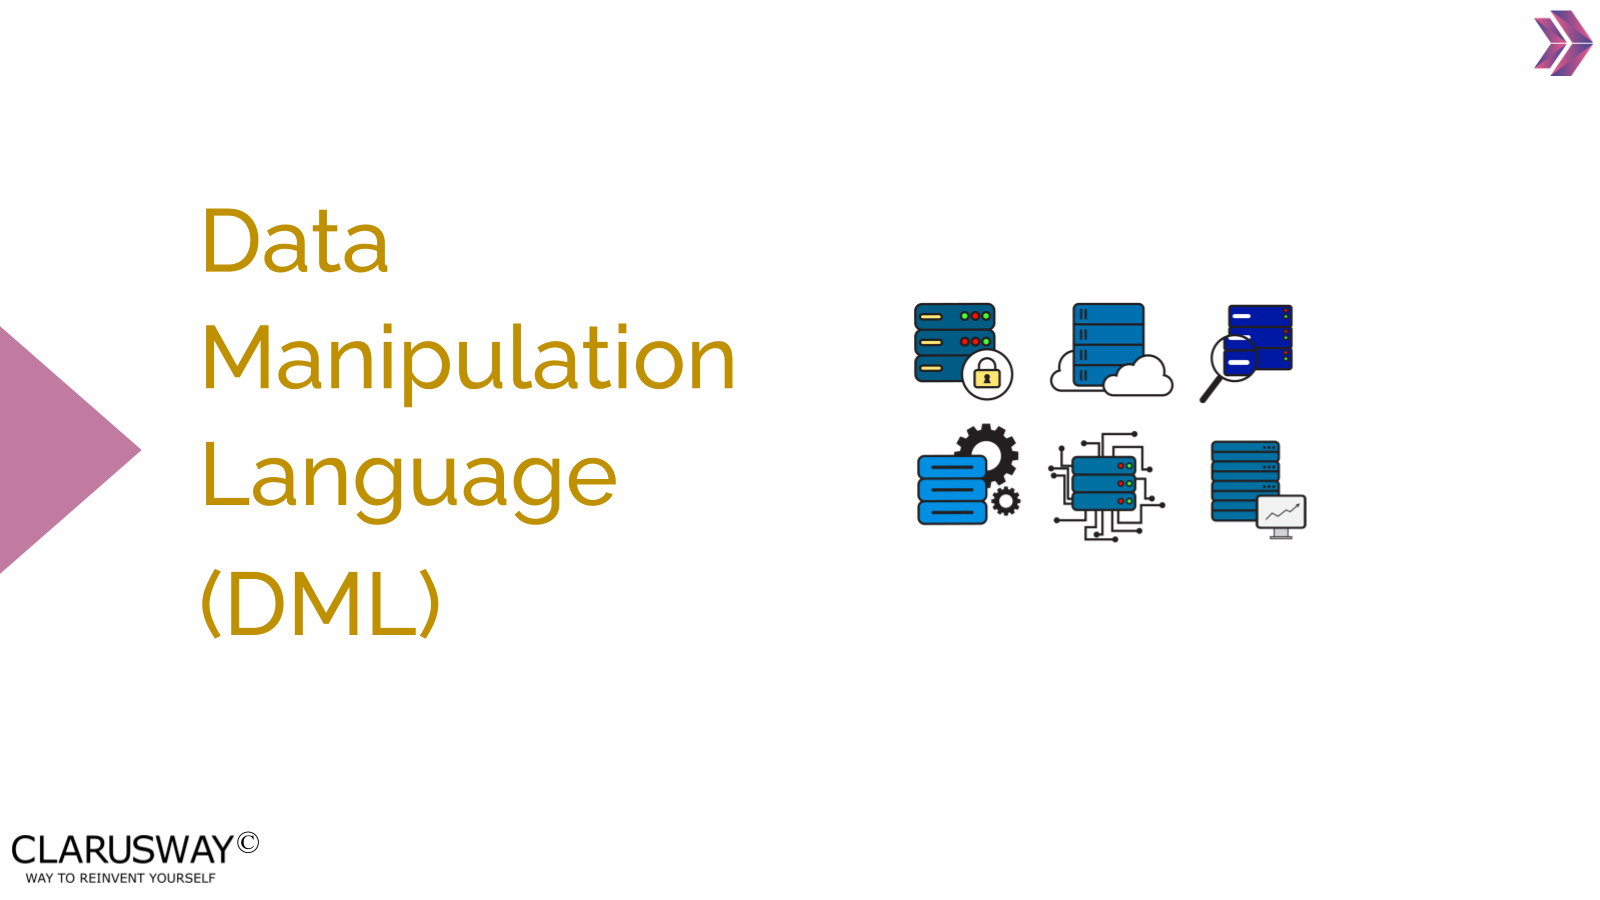 Data
Manipulation
Language
(DML)
CLARUSWAY©
WAY TO REINVENT YOURSELF